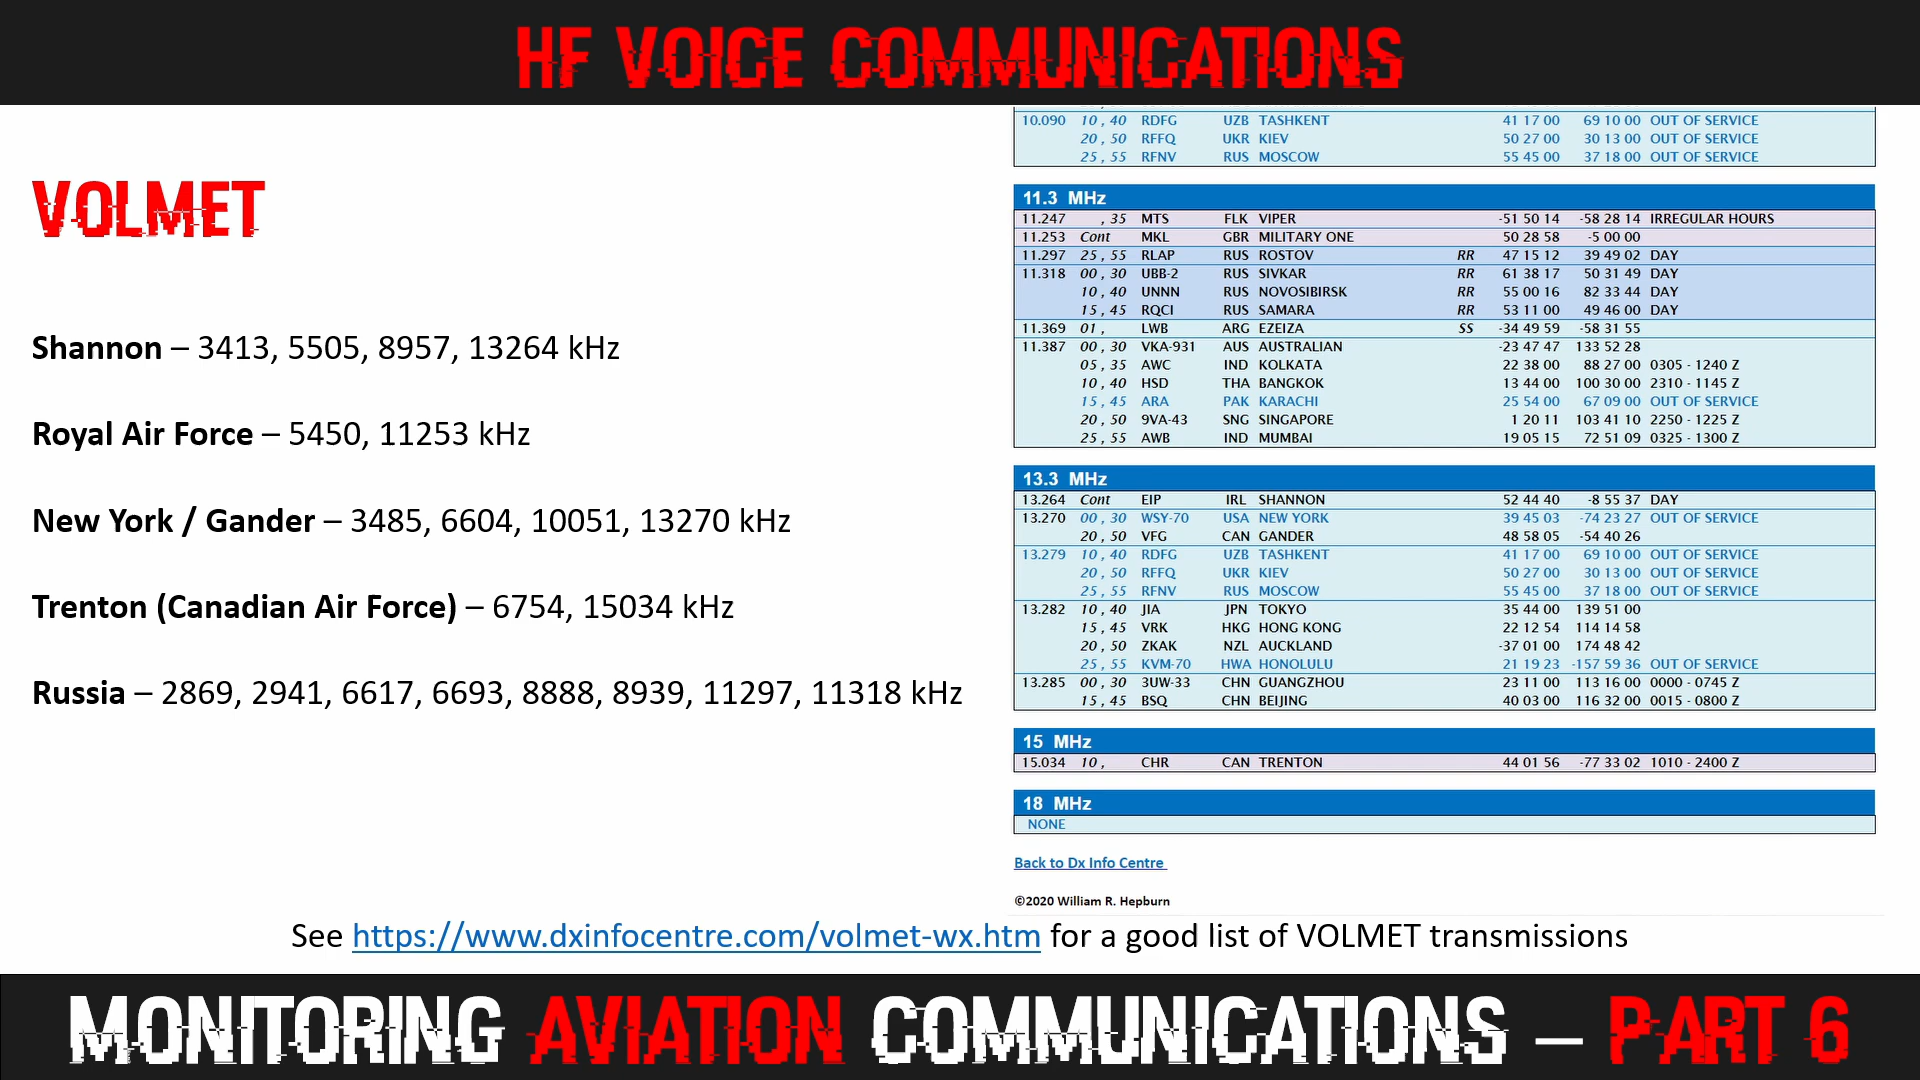 HF VOICE COMMUNICATIONS
VOLMET
Shannon – 3413, 5505, 8957, 13264 kHz
Royal Air Force – 5450, 11253 kHz
New York / Gander – 3485, 6604, 10051, 13270 kHz
Trenton (Canadian Air Force) – 6754, 15034 kHz
Russia – 2869, 2941, 6617, 6693, 8888, 8939, 11297, 11318 kHz
10.090 10 , 40 RDFG UZB TASHKENT 41 17 00 69 10 00 OUT OF SERVICE
20 , 50 RFFQ UKR KIEV 50 27 00 30 13 00 OUT OF SERVICE
25 , 55 RFNV RUS MOSCOW 55 45 00 37 18 00 OUT OF SERVICE
11.3 MHz
11.247 , 35 MTS FLK VIPER -51 50 14 -58 28 14 IRREGULAR HOURS
11.253 Cont MKL GBR MILITARY ONE 50 28 58 -5 00 00
11.297 25 , 55 RLAP RUS ROSTOV RR 47 15 12 39 49 02 DAY
11.318 00 , 30 UBB-2 RUS SIVKAR RR 61 38 17 50 31 49 DAY
10 , 40 UNNN RUS NOVOSIBIRSK RR 55 00 16 82 33 44 DAY
15 , 45 RQCI RUS SAMARA RR 53 11 00 49 46 00 DAY
11.369 01 , LWB ARG EZEIZA SS -34 49 59 -58 31 55
11.387 00 , 30 VKA-931 AUS AUSTRALIAN -23 47 47 133 52 28
05 , 35 AWC IND KOLKATA 22 38 00 88 27 00 0305 - 1240 Z
10 , 40 HSD THA BANGKOK 13 44 00 100 30 00 2310 - 1145 Z
15 , 45 ARA PAK KARACHI 25 54 00 67 09 00 OUT OF SERVICE
20 , 50 9VA-43 SNG SINGAPORE 1 20 11 103 41 10 2250 - 1225 Z
25 , 55 AWB IND MUMBAI 19 05 15 72 51 09 0325 - 1300 Z
13.3 MHz
13.264 Cont EIP IRL SHANNON 52 44 40 -8 55 37 DAY
13.270 00 , 30 WSY-70 USA NEW YORK 39 45 03 -74 23 27 OUT OF SERVICE
20 , 50 VFG CAN GANDER 48 58 05 -54 40 26
13.279 10 , 40 RDFG UZB TASHKENT 41 17 00 69 10 00 OUT OF SERVICE
20 , 50 RFFQ UKR KIEV 50 27 00 30 13 00 OUT OF SERVICE
25 , 55 RFNV RUS MOSCOW 55 45 00 37 18 00 OUT OF SERVICE
13.282 10 , 40 JIA JPN TOKYO 35 44 00 139 51 00
15 , 45 VRK HKG HONG KONG 22 12 54 114 14 58
20 , 50 ZKAK NZL AUCKLAND -37 01 00 174 48 42
25 , 55 KVM-70 HWA HONOLULU 21 19 23 -157 59 36 OUT OF SERVICE
13.285 00 , 30 3UW-33 CHN GUANGZHOU 23 11 00 113 16 00 0000 - 0745 Z
15 , 45 BSQ CHN BEIJING 40 03 00 116 32 00 0015 - 0800 Z
15 MHz
15.034 10 , CHR CAN TRENTON 44 01 56 -77 33 02 1010 - 2400 Z
18 MHz
NONE
Back to Dx Info Centre
©2020 William R. Hepburn
See https://www.dxinfocentre.com/volmet-wx.htm for a good list of VOLMET transmissions
MONITORING AVIATION COMMUNICATIONS – PART 6